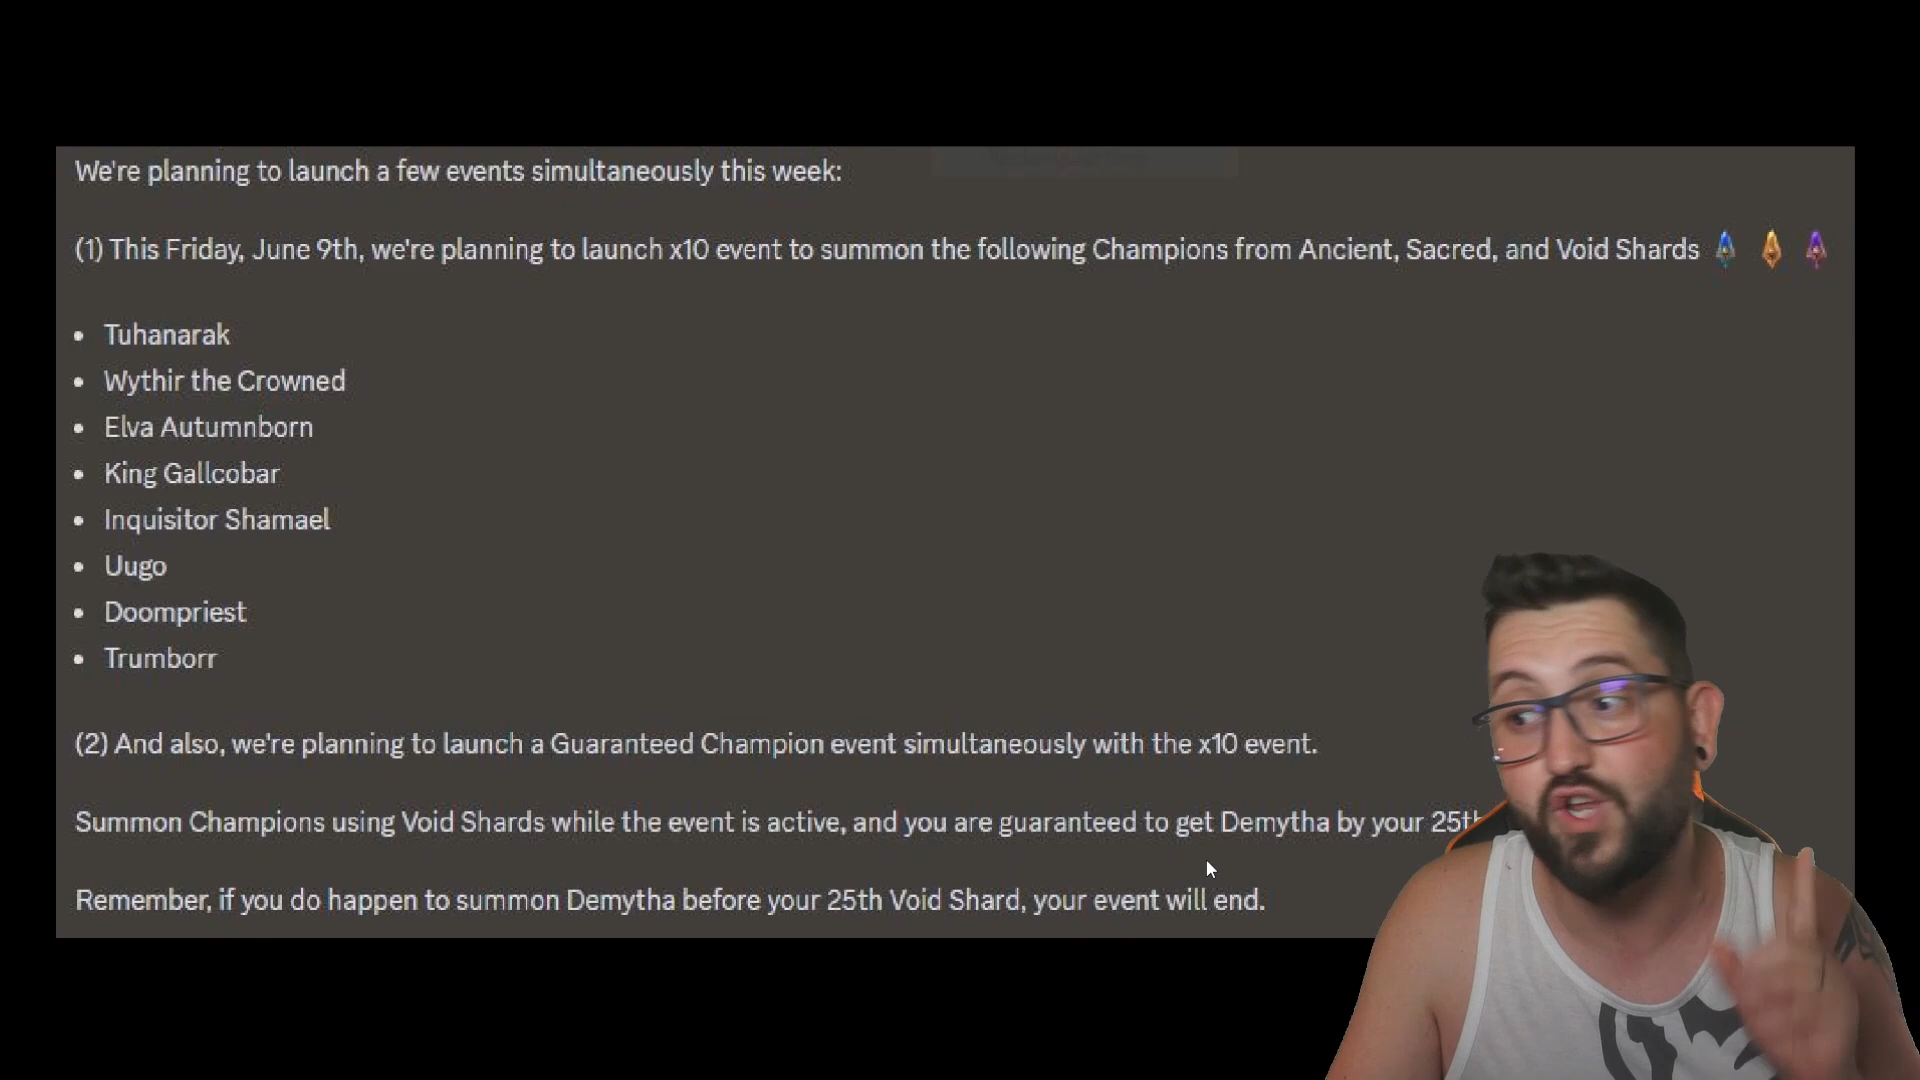 We're planning to launch a few events simultaneously this week:
(1) This Friday, June 9th, we're planning to launch x10 event to summon the following Champions from Ancient, Sacred, and Void Shards
• Tuhanarak
• Wythir the Crowned
• Elva Autumnborn
• King Gallcobar
• Inquisitor Shamael
• Uugo
• Doompriest
• Trumborr
(2) And also, we're planning to launch a Guaranteed Champion event simultaneously with the x10 event.
Summon Champions using Void Shards while the event is active, and you are guaranteed to get Demytha by your 25th
Remember, if you do happen to summon Demytha before your 25th Void Shard, your event will end.